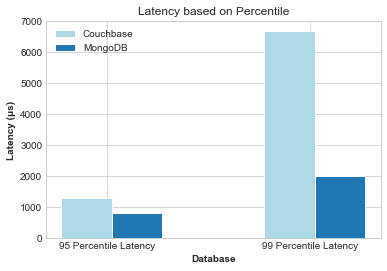 Latency based on Percentile
Couchbase
MongoDB
7000
6000
5000
4000
3000
2000
1000
0
Latency (µs)
95 Percentile Latency
99 Percentile Latency
Database